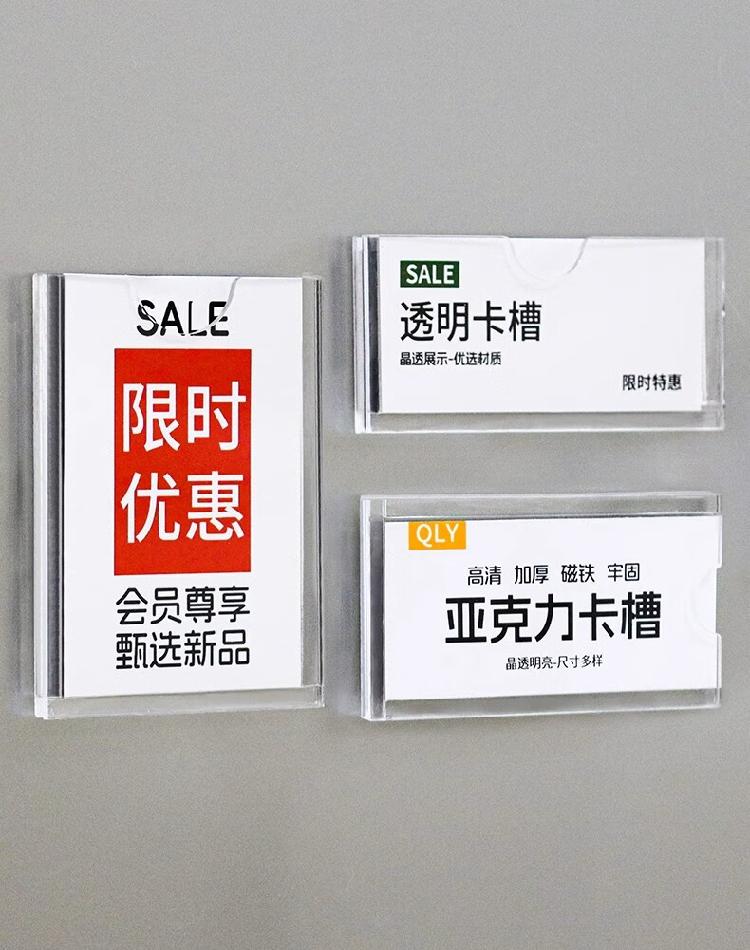 SALE
限时
优惠
会员尊享
甄选新品
SALE
透明卡槽
晶透展示-优选材质
限时特惠
QLY
高清 加厚 磁铁 牢固
亚克力卡槽
晶透明亮-尺寸多样